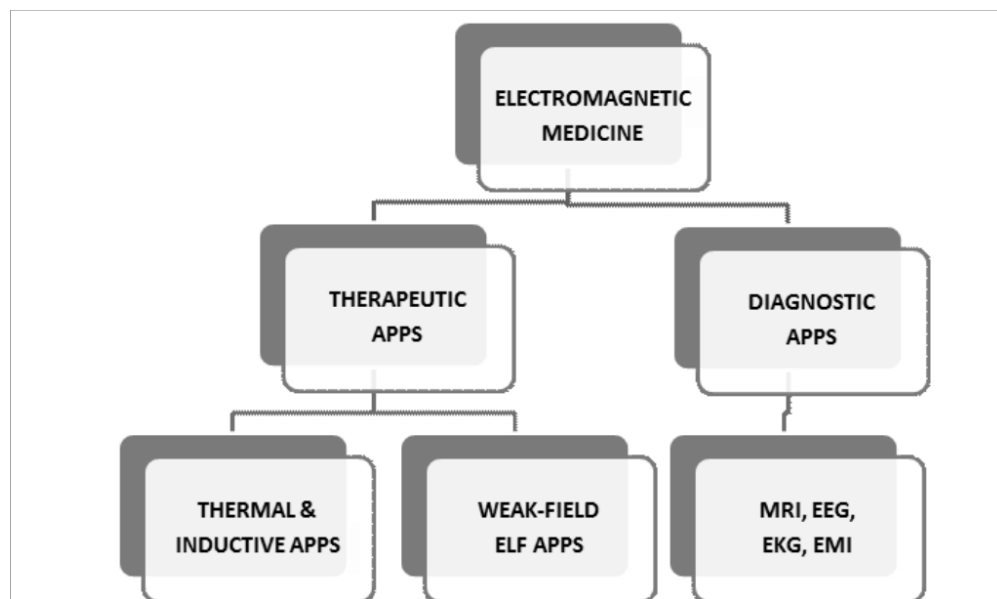 ELECTROMAGNETIC
MEDICINE
THERAPEUTIC
APPS
DIAGNOSTIC
APPS
THERMAL &
INDUCTIVE APPS
WEAK-FIELD
ELF APPS
MRI, EEG,
EKG, EMI